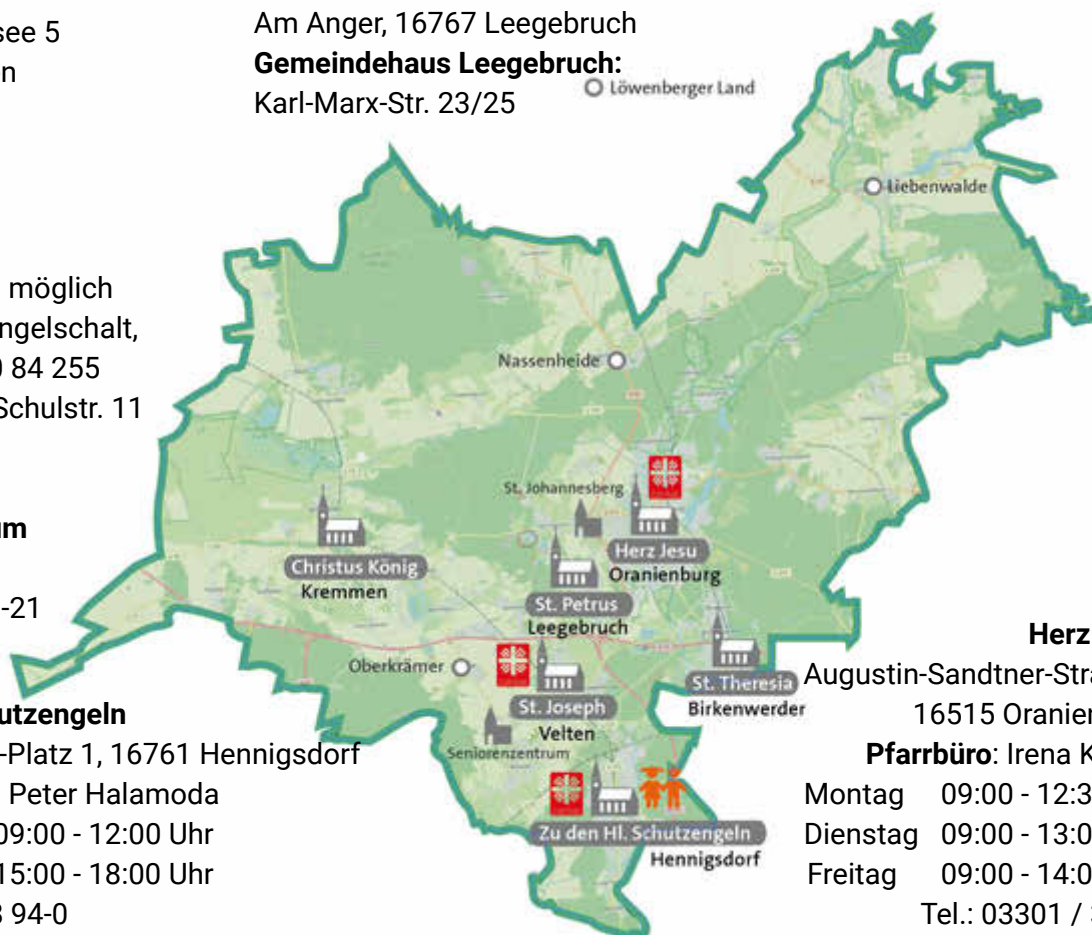 see 5
n
Am Anger, 16767 Leegebruch
Gemeindehaus Leegebruch:
Karl-Marx-Str. 23/25
Löwenberger Land
Liebenwalde
möglich
ngelschalt,
84 255
Schulstr. 11
um
-21
Nassenheide
St. Johannesberg
Herz Jesu
Oranienburg
Christus König
Kremmen
St. Petrus
Leegebruch
Oberkrämer
St. Joseph
Velten
St. Theresia
Birkenwerder
Seniorenzentrum
Zu den Hl. Schutzengeln
Hennigsdorf
utzengeln
-Platz 1, 16761 Hennigsdorf
Peter Halamoda
09:00 - 12:00 Uhr
15:00 - 18:00 Uhr
94-0
Herz
Augustin-Sandtner-Stra
16515 Oranien
Pfarrbüro: Irena K
Montag 09:00 - 12:3
Dienstag 09:00 - 13:0
Freitag 09:00 - 14:0
Tel.: 03301 /